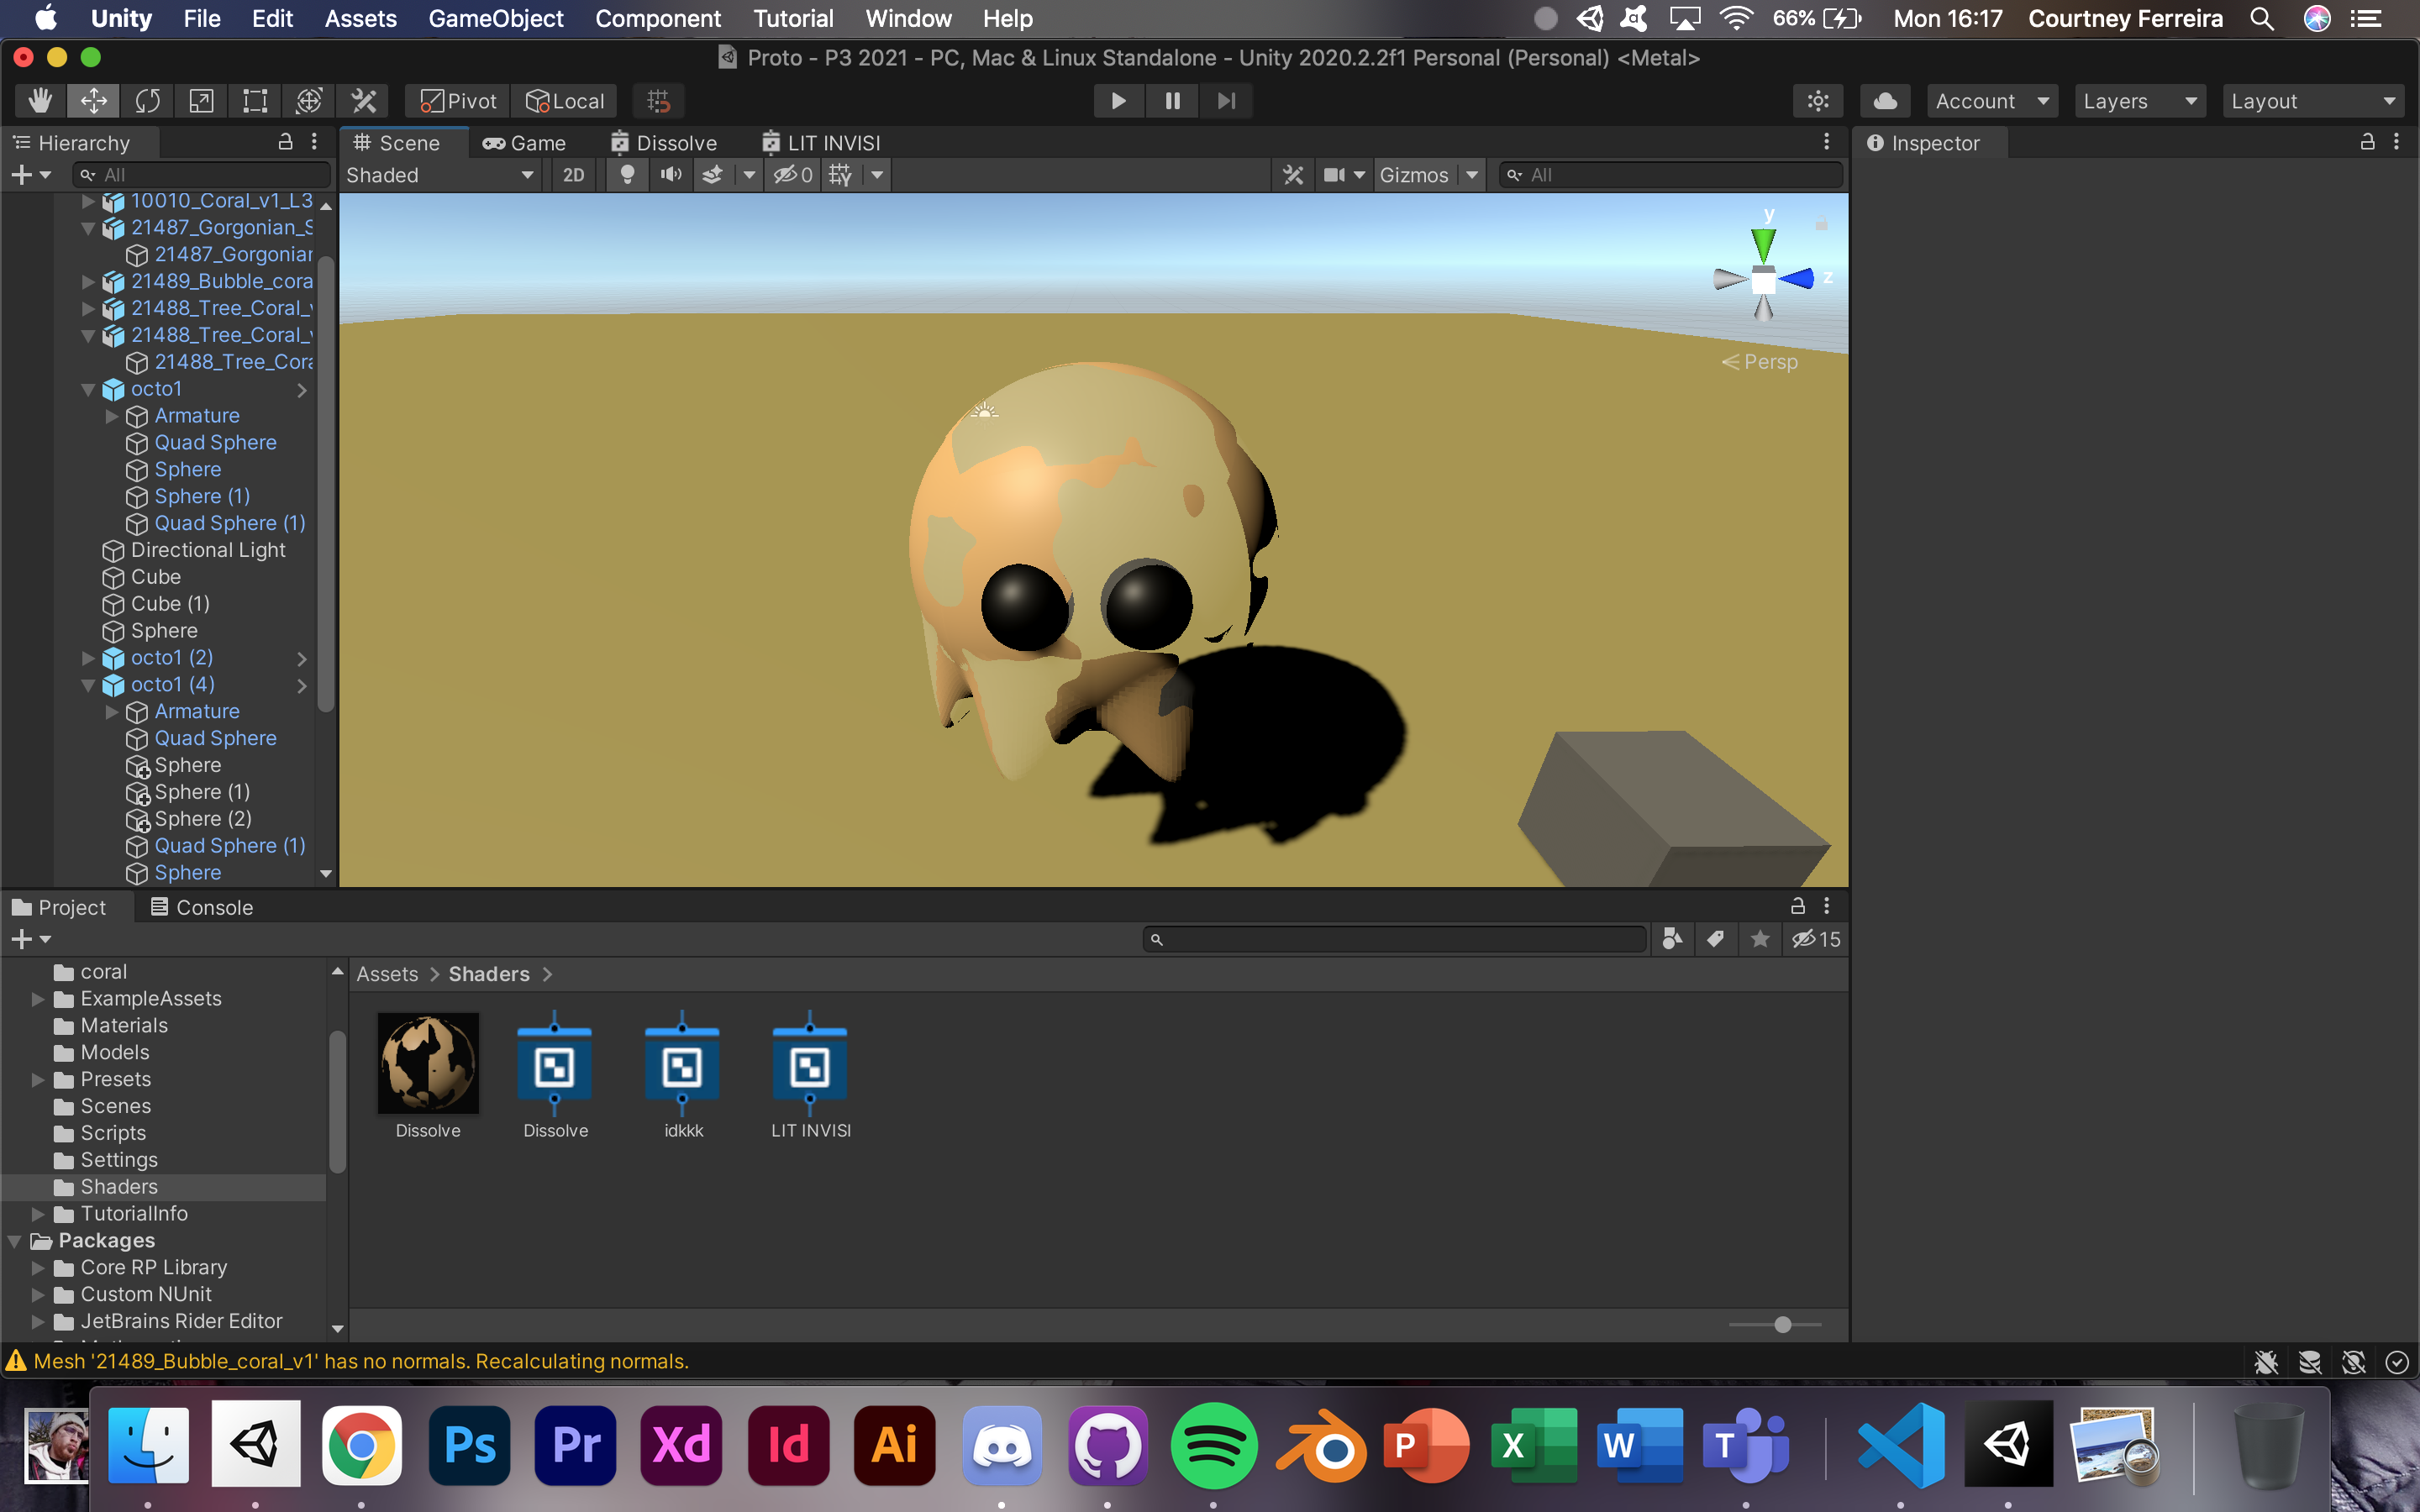 Unity File Edit Assets GameObject Component Tutorial Window Help 66% Mon 16:17 Courtney Ferreira
Proto - P3 2021 - PC, Mac & Linux Standalone - Unity 2020.2.2f1 Personal (Personal) <Metal>
Pivot Local Account Layers Layout
Hierarchy Scene Game Dissolve LIT INVISI Inspector
All Shaded 2D 0 Gizmos All
10010_Coral_v1_L3
21487_Gorgonian_S
21487_Gorgonian
21489_Bubble_cora
21488_Tree_Coral_v
21488_Tree_Coral_v
21488_Tree_Cora
octo1
Armature
Quad Sphere
Sphere
Sphere (1)
Quad Sphere (1)
Directional Light
Cube
Cube (1)
Sphere
octo1 (2)
octo1 (4)
Armature
Quad Sphere
Sphere
Sphere (1)
Sphere (2)
Quad Sphere (1)
Sphere
y
z
Persp
Project Console
15
coral
ExampleAssets
Materials
Models
Presets
Scenes
Scripts
Settings
Shaders
TutorialInfo
Packages
Core RP Library
Custom NUnit
JetBrains Rider Editor
Assets > Shaders >
Dissolve Dissolve idkkk LIT INVISI
Mesh '21489_Bubble_coral_v1' has no normals. Recalculating normals.
Ps Pr Xd Id Ai P X W T